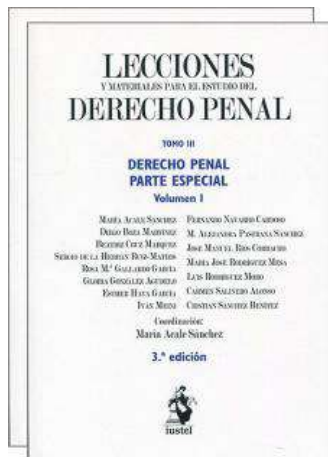 LECCIONES
Y MATERIALES PARA EL ESTUDIO DEL
DERECHO PENAL
TOMO III
DERECHO PENAL
PARTE ESPECIAL
Volumen I
MARÍA ACALE SÁNCHEZ
DIEGO BOZA MARTÍNEZ
BEATRIZ CRUZ MÁRQUEZ
SERGIO DE LA HERRÁN RUIZ-MATEOS
ROSA M.ª GALLARDO GARCÍA
GLORIA GONZÁLEZ AGUDELO
ESTHER HAVA GARCÍA
IVÁN MEINI
FERNANDO NAVARRO CARDOSO
M. ALEJANDRA PASTRANA SÁNCHEZ
JOSÉ MANUEL RÍOS CORBACHO
MARÍA JOSÉ RODRÍGUEZ MESA
LUIS RODRÍGUEZ MORO
CARMEN SALINERO ALONSO
CRISTIAN SÁNCHEZ BENÍTEZ
Coordinación:
María Acale Sánchez
3.ª edición
iustel